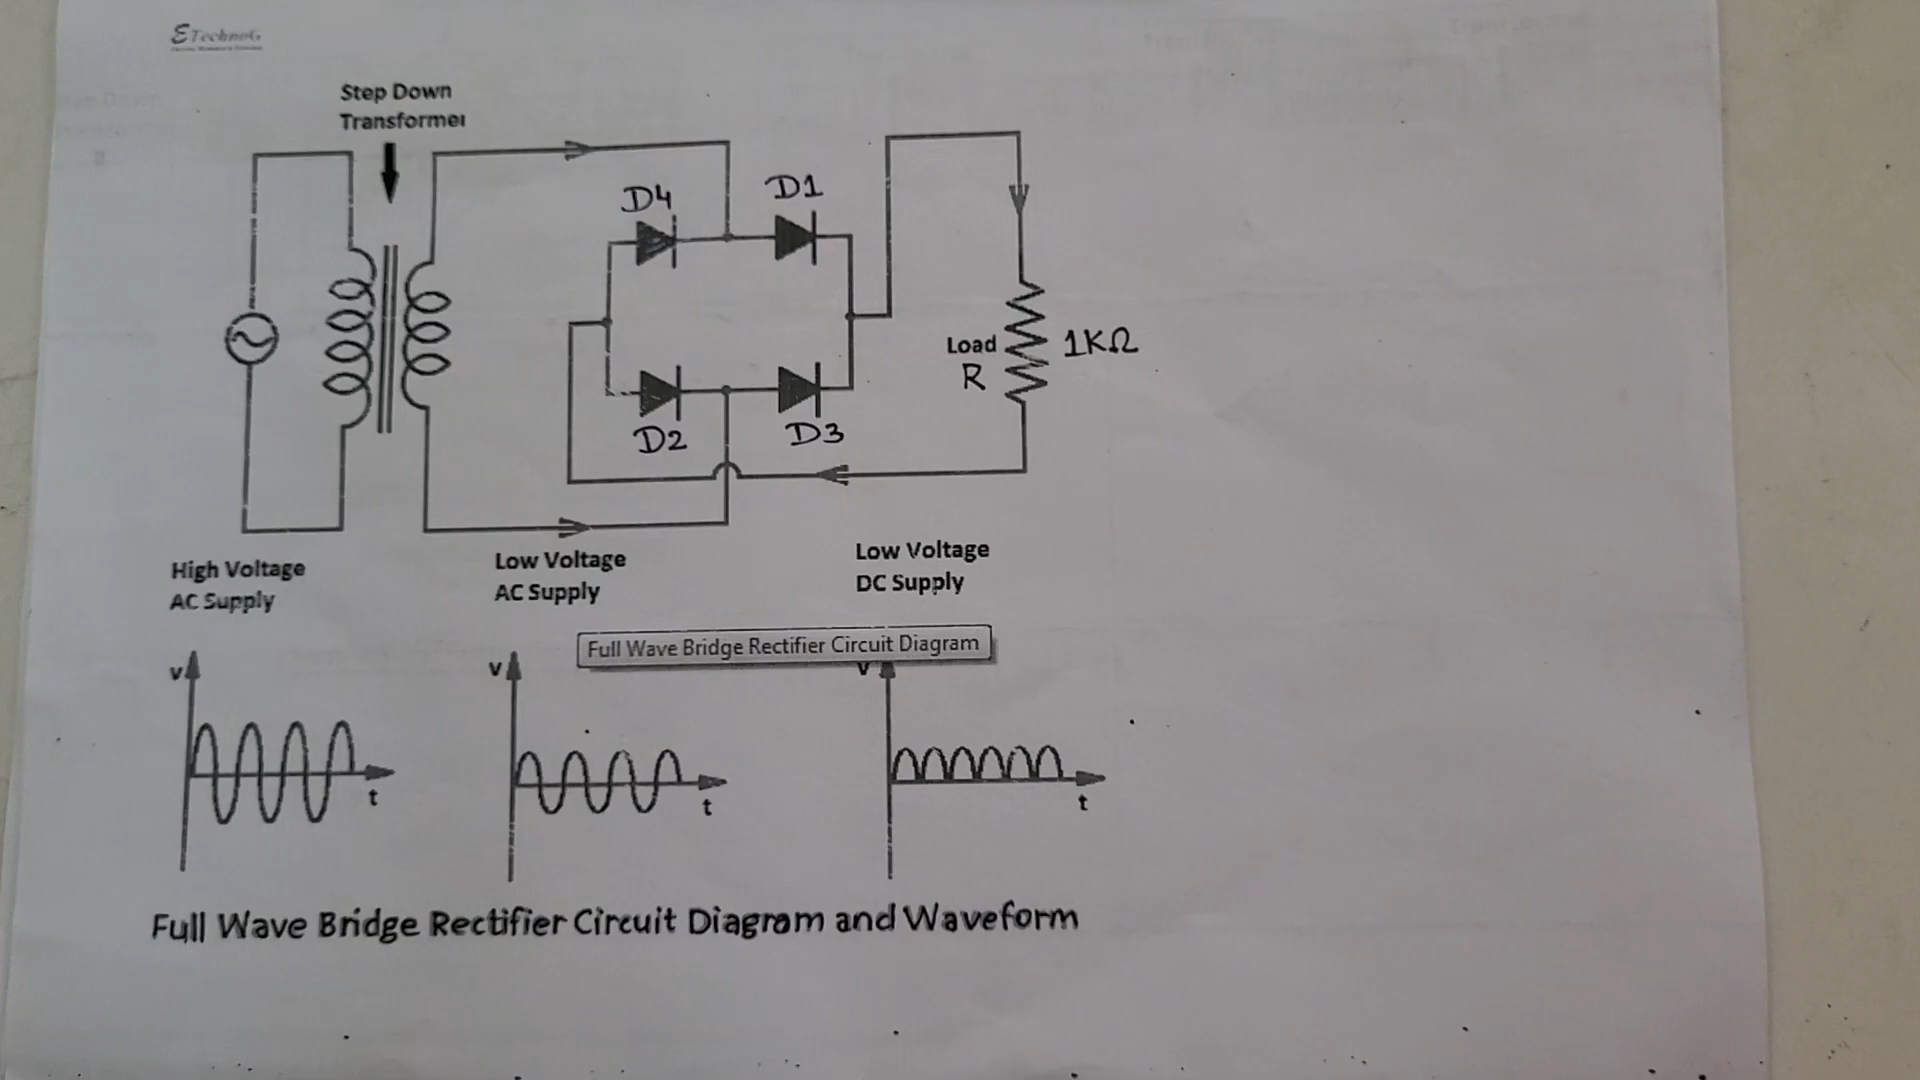 ETechnoG
Step Down
Transformer
D4
D1
Load
R
1KΩ
D2
D3
High Voltage
AC Supply
Low Voltage
AC Supply
Low Voltage
DC Supply
Full Wave Bridge Rectifier Circuit Diagram
v
t
v
t
v
t
Full Wave Bridge Rectifier Circuit Diagram and Waveform